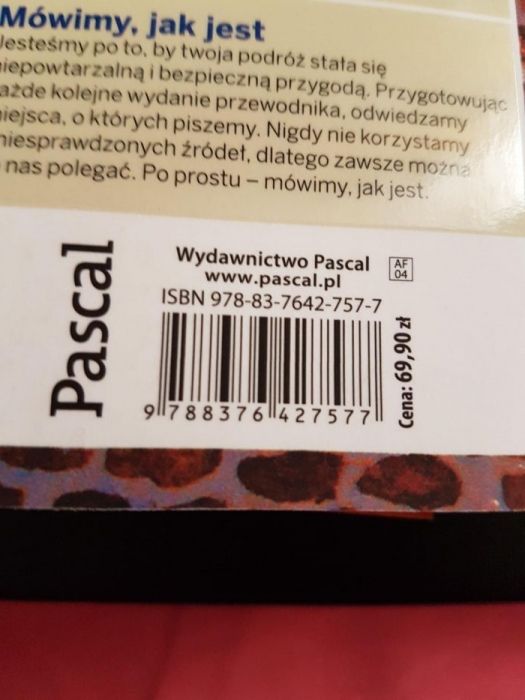 Mówimy, jak jest
Jesteśmy po to, by twoja podróż stała się
niepowtarzalną i bezpieczną przygodą. Przygotowując
każde kolejne wydanie przewodnika, odwiedzamy
miejsca, o których piszemy. Nigdy nie korzystamy
niesprawdzonych źródeł, dlatego zawsze można
nas polegać. Po prostu – mówimy, jak jest.
Pascal
Wydawnictwo Pascal
www.pascal.pl
AF
04
ISBN 978-83-7642-757-7
9 788376 427577
Cena: 69,90 zł